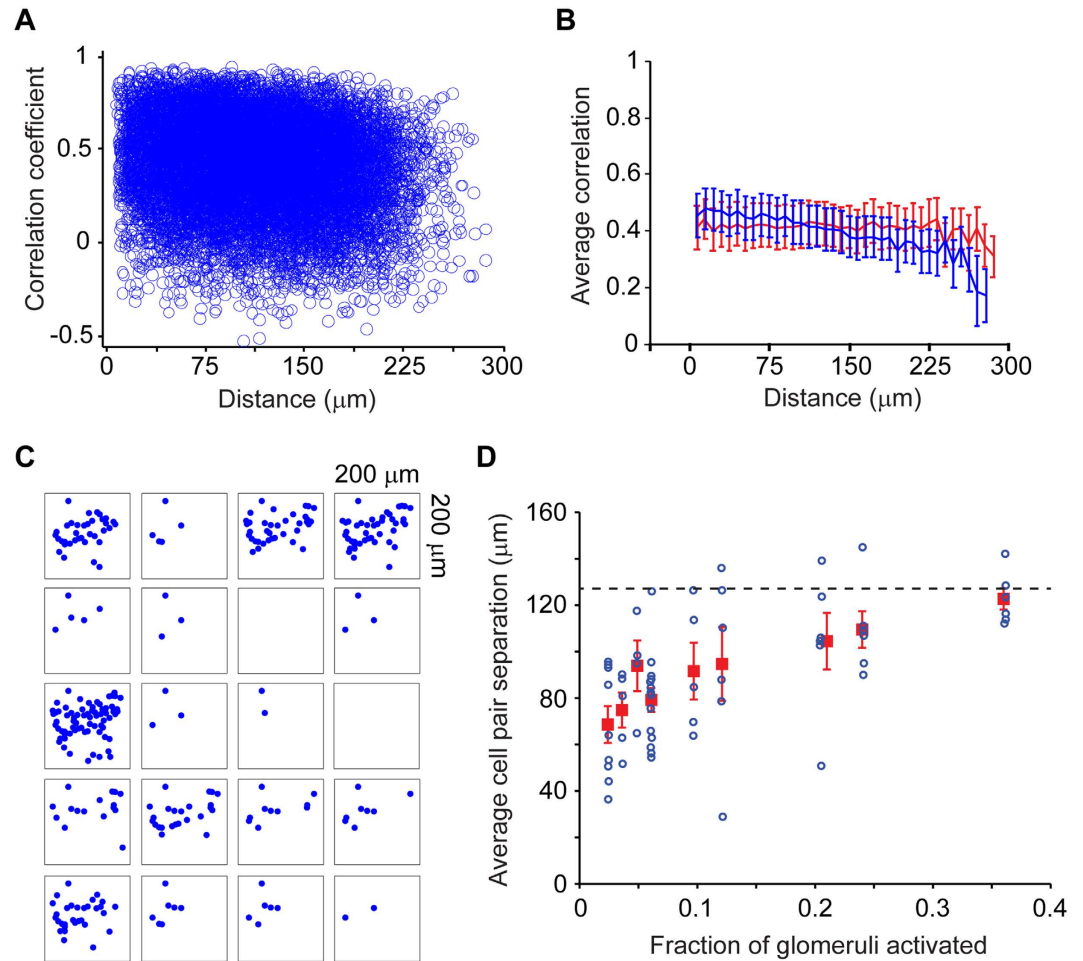 A
Correlation coefficient
1
0.5
0
-0.5
0 75 150 225 300
Distance (μm)
B
Average correlation
1
0.8
0.6
0.4
0.2
0
0 75 150 225 300
Distance (μm)
C
200 μm
200 μm
D
Average cell pair separation (μm)
160
120
80
40
0
0 0.1 0.2 0.3 0.4
Fraction of glomeruli activated